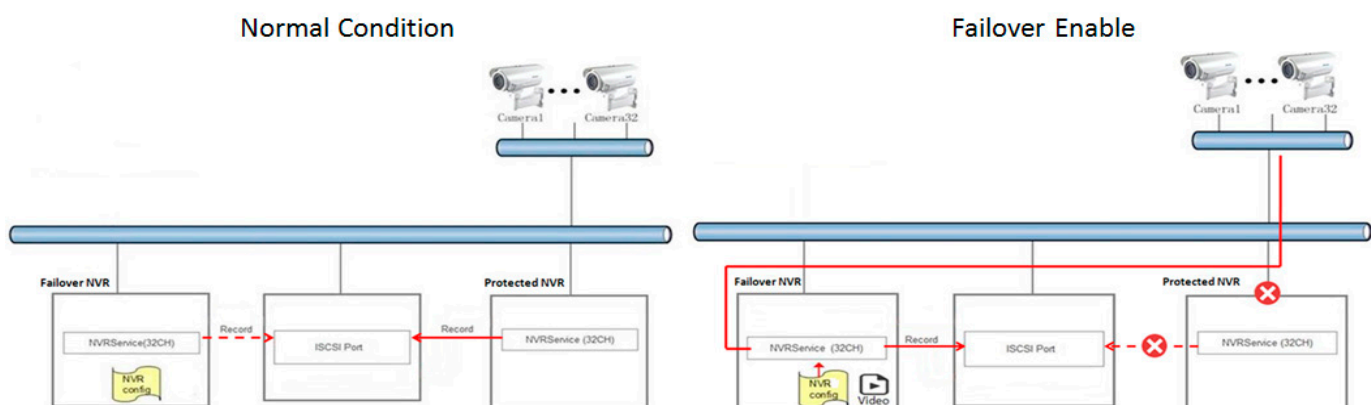 Normal Condition
Camera1
Camera32
Failover NVR
Protected NVR
NVRService(32CH)
Record
ISCSI Port
Record
NVRService (32CH)
NVR
config
Failover Enable
Camera1
Camera32
Failover NVR
Protected NVR
NVRService (32CH)
Record
ISCSI Port
NVRService (32CH)
NVR
config
Video